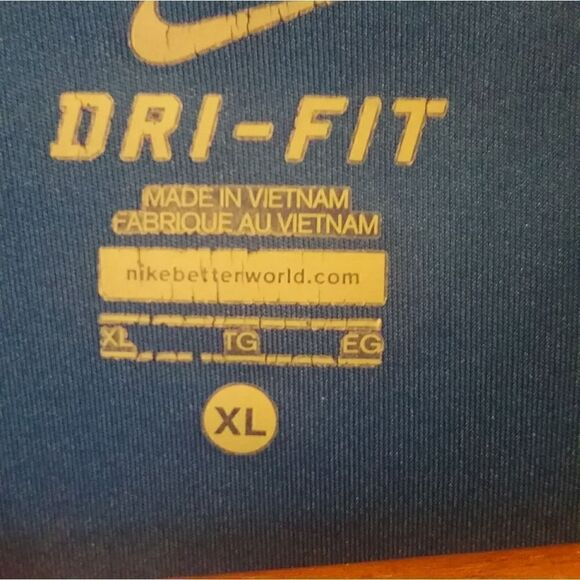 DRI-FIT
MADE IN VIETNAM
FABRIQUE AU VIETNAM
nikebetterworld.com
XL TG EG
XL